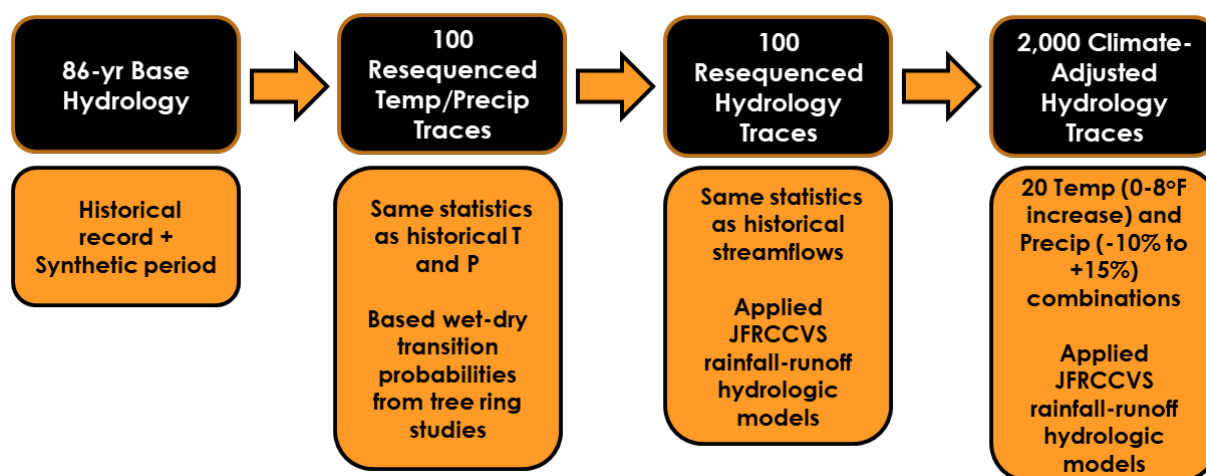 86-yr Base
Hydrology
100
Resequenced
Temp/Precip
Traces
100
Resequenced
Hydrology
Traces
2,000 Climate-
Adjusted
Hydrology
Traces
Historical
record +
Synthetic period
Same statistics
as historical T
and P
Based wet-dry
transition
probabilities
from tree ring
studies
Same statistics
as historical
streamflows
Applied
JFRCCVS
rainfall-runoff
hydrologic
models
20 Temp (0-8°F
increase) and
Precip (-10% to
+15%)
combinations
Applied
JFRCCVS
rainfall-runoff
hydrologic
models